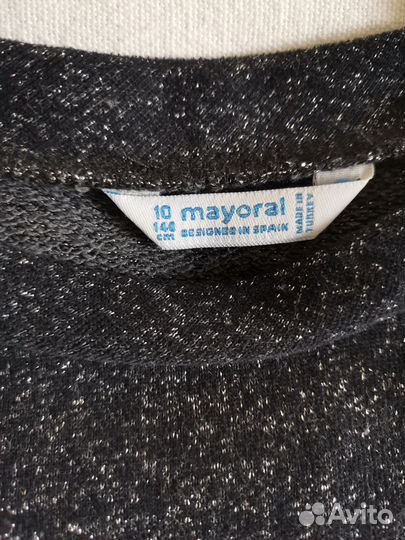 10 mayoral
140 cm DESIGNED IN SPAIN
MADE IN TURKEY
Avito